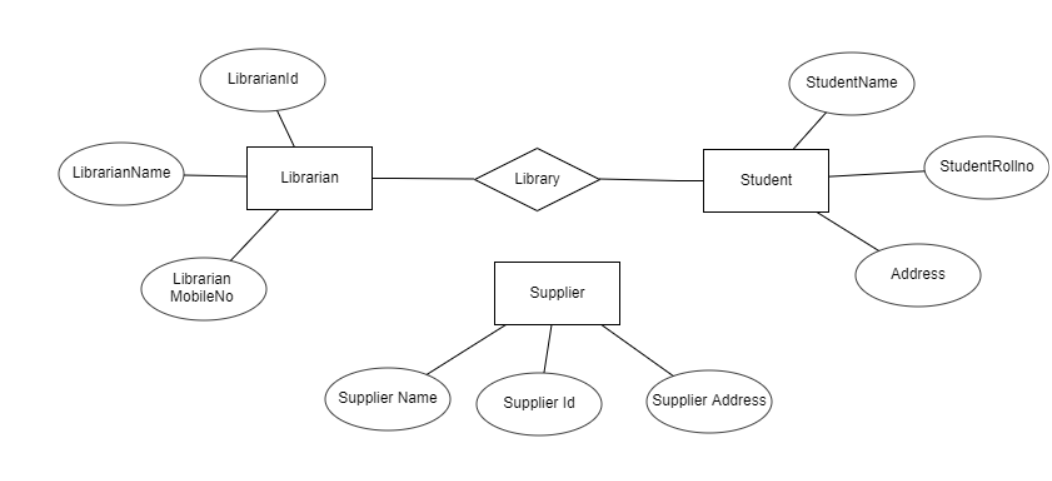 LibrarianId
StudentName
LibrarianName
StudentRollno
Librarian
Library
Student
Librarian
MobileNo
Address
Supplier
Supplier Name
Supplier Id
Supplier Address